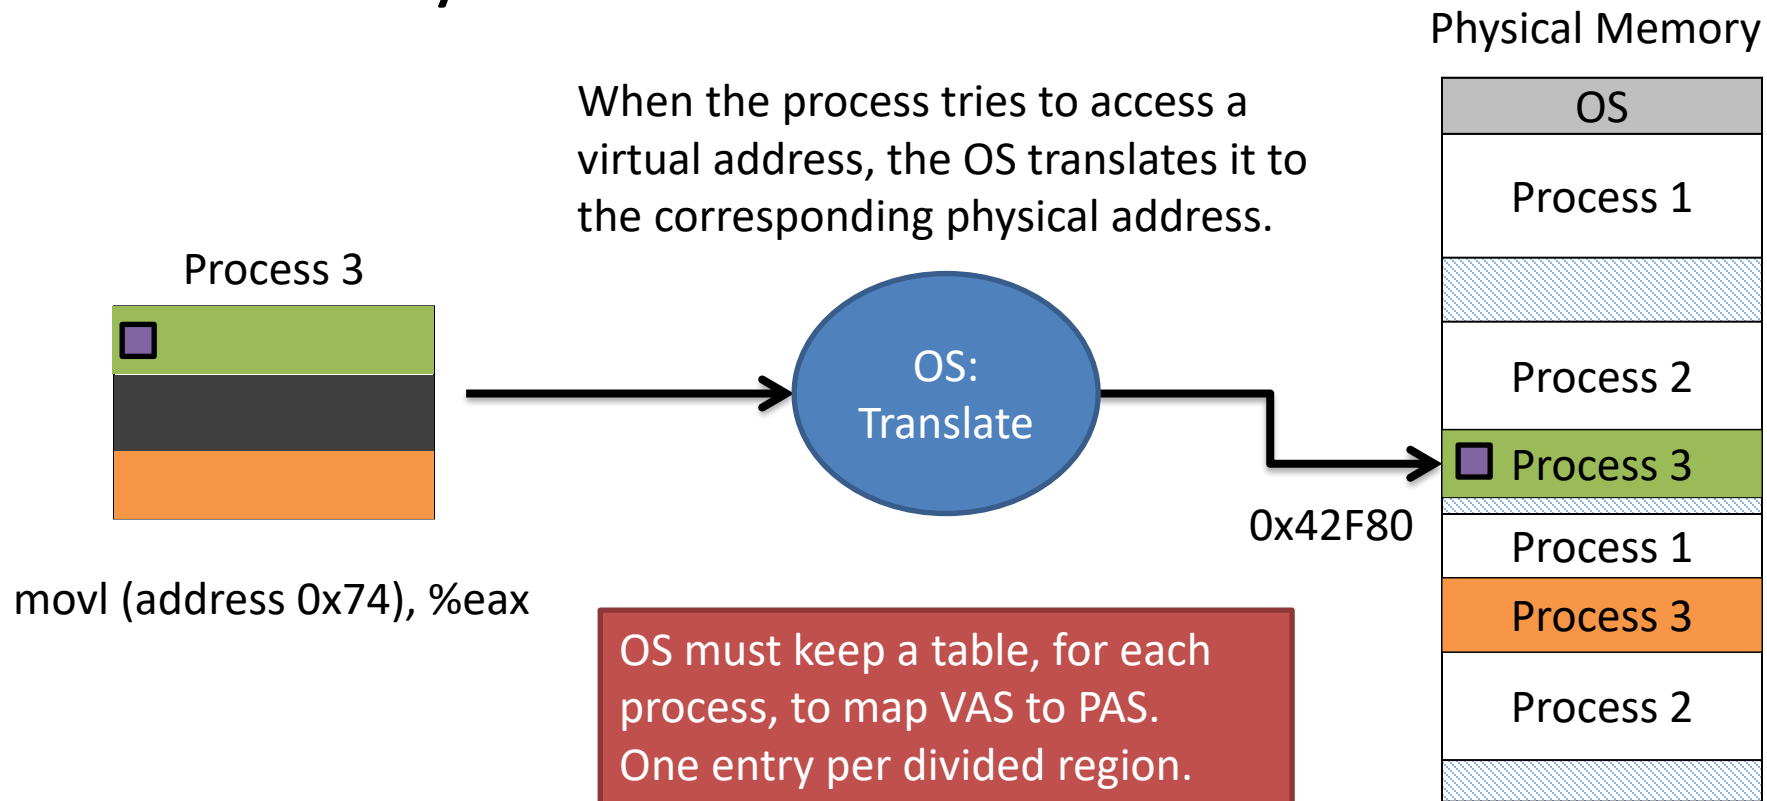 Physical Memory
When the process tries to access a
virtual address, the OS translates it to
the corresponding physical address.
Process 3
OS:
Translate
movl (address 0x74), %eax
0x42F80
OS must keep a table, for each
process, to map VAS to PAS.
One entry per divided region.
OS
Process 1
Process 2
Process 3
Process 1
Process 3
Process 2